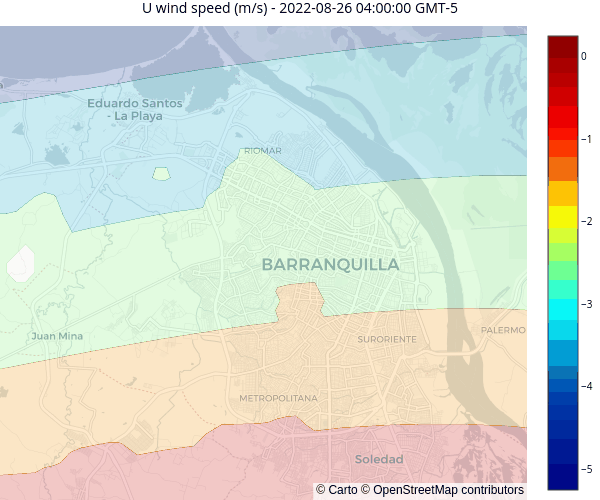 U wind speed (m/s) - 2022-08-26 04:00:00 GMT-5
0
Eduardo Santos
- La Playa
−1
RIOMAR
−2
BARRANQUILLA
−3
Juan Mina
SURORIENTE
PALERMO
−4
METROPOLITANA
Soledad
−5
© Carto © OpenStreetMap contributors